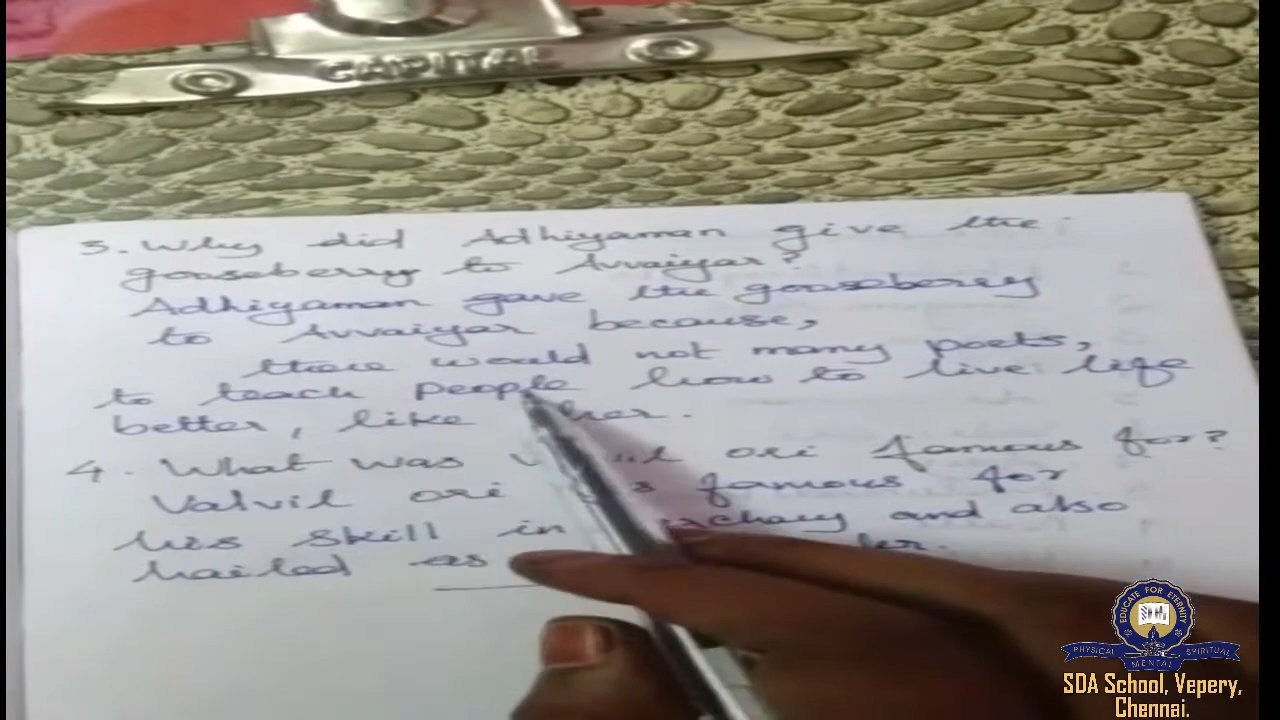 CAPITAL
3. Why did Adhiyaman give the
gooseberry to Avvaiyar?
Adhiyaman gave the gooseberry
to Avvaiyar because,
there would not many poets,
to teach people how to live life
better, like her.
4. What was ori famous for?
Valvil ori famous for
his skill in and also
hailed as
EDUCATE FOR ETERNITY
PHYSICAL MENTAL SPIRITUAL
SDA School, Vepery,
Chennai.